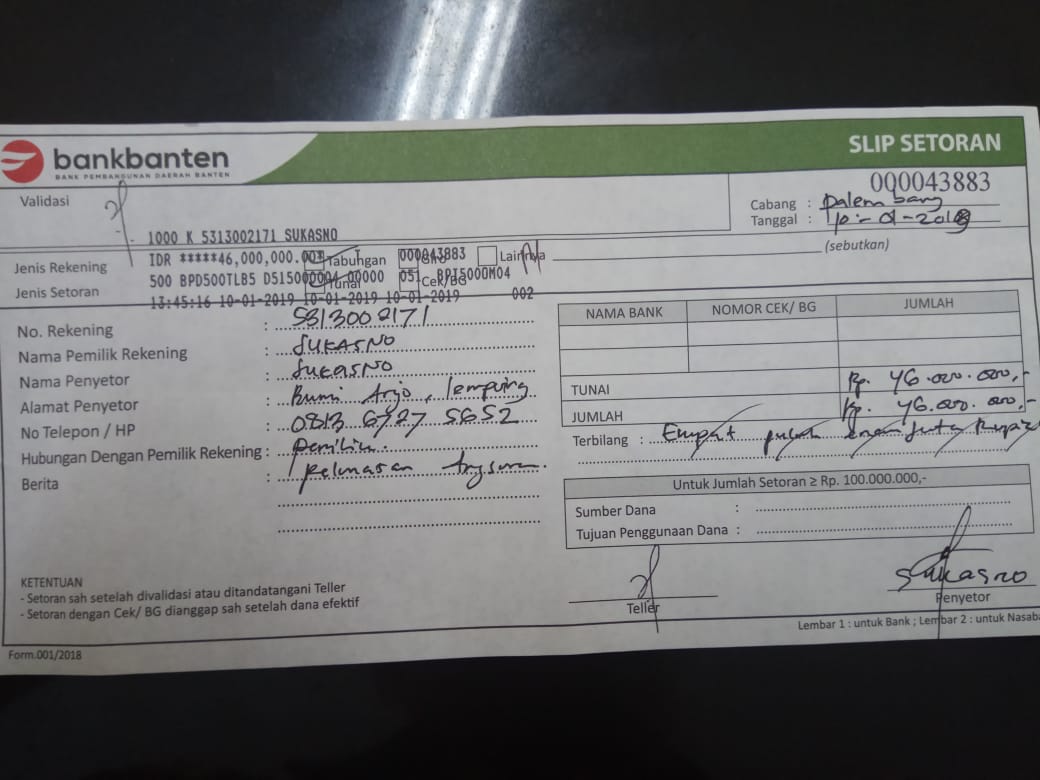 bankbanten
BANK PEMBANGUNAN DAERAH BANTEN
SLIP SETORAN
000043883
Validasi
Cabang : Palembang
Tanggal : 10-01-2018
1000 K 5313002171 SUKASNO
IDR *****46,000,000.00* 000043883
500 BPD500TLB5 D515000004 00000 051 BPT5000M04
13:45:16 10-01-2019 10-01-2019 10-01-2019 002
Jenis Rekening Tabungan Giro Lainnya (sebutkan)
Jenis Setoran Tunai Cek/BG
No. Rekening : 5313002171
Nama Pemilik Rekening : SUKASNO
Nama Penyetor : SUKASNO
Alamat Penyetor : Bumi Arjo, Lempuing
No Telepon / HP : 0813 6727 5652
Hubungan Dengan Pemilik Rekening : Pemilik
Berita : Pelunasan
NAMA BANK NOMOR CEK/ BG JUMLAH
TUNAI Rp. 46.000.000,-
JUMLAH Rp. 46.000.000,-
Terbilang : Empat puluh enam juta Rupiah
Untuk Jumlah Setoran ≥ Rp. 100.000.000,-
Sumber Dana :
Tujuan Penggunaan Dana :
KETENTUAN
- Setoran sah setelah divalidasi atau ditandatangani Teller
- Setoran dengan Cek/ BG dianggap sah setelah dana efektif
Teller
Sukasno
Penyetor
Lembar 1 : untuk Bank ; Lembar 2 : untuk Nasaba
Form.001/2018